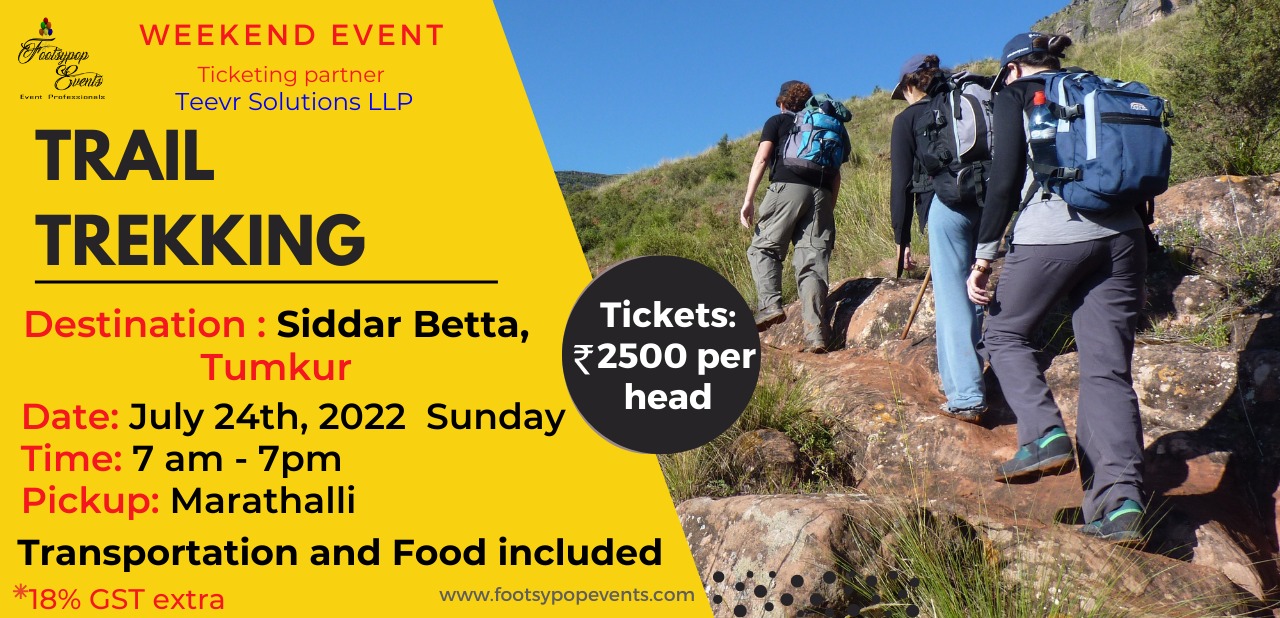 Footsypop
Events
Event Professionals
WEEKEND EVENT
Ticketing partner
Teevr Solutions LLP
TRAIL
TREKKING
Destination : Siddar Betta,
Tumkur
Date: July 24th, 2022 Sunday
Time: 7 am - 7pm
Pickup: Marathalli
Transportation and Food included
*18% GST extra
www.footsypopevents.com
Tickets:
₹2500 per
head